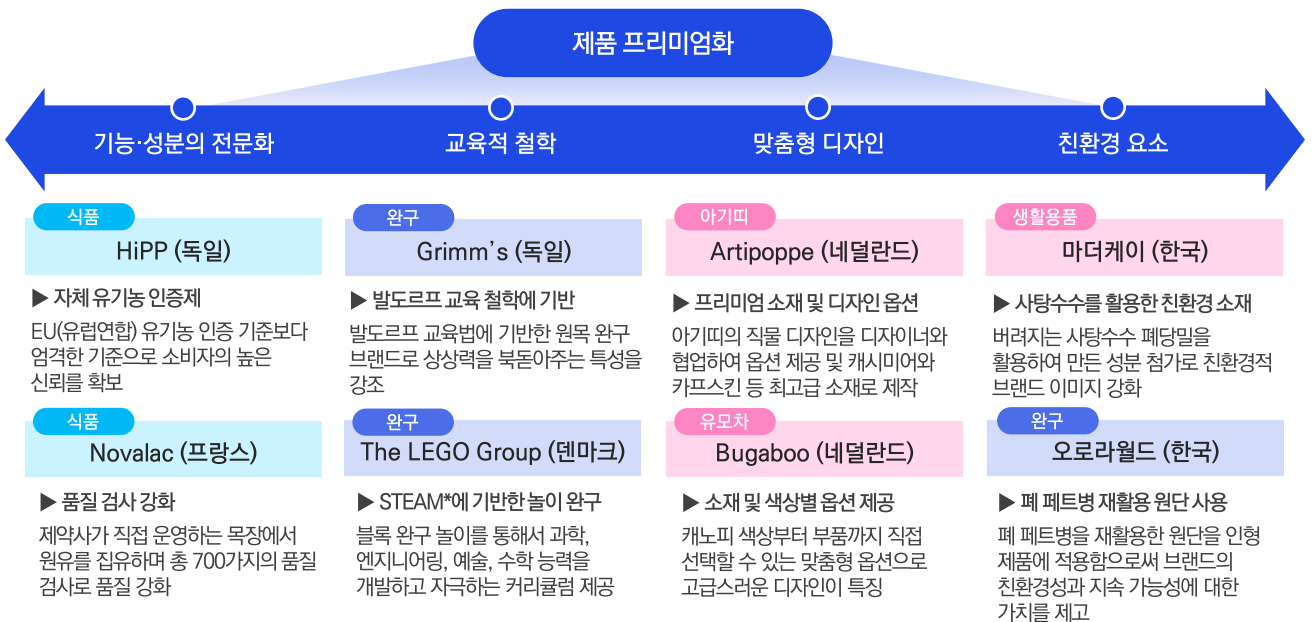 제품 프리미엄화
기능·성분의 전문화
교육적 철학
맞춤형 디자인
친환경 요소
식품
HiPP (독일)
▶ 자체 유기농 인증제
EU(유럽연합) 유기농 인증 기준보다
엄격한 기준으로 소비자의 높은
신뢰를 확보
완구
Grimm's (독일)
▶ 발도르프 교육 철학에 기반
발도르프 교육법에 기반한 원목 완구
브랜드로 상상력을 북돋아주는 특성을
강조
아기띠
Artipoppe (네덜란드)
▶ 프리미엄 소재 및 디자인 옵션
아기띠의 직물 디자인을 디자이너와
협업하여 옵션 제공 및 캐시미어와
카프스킨 등 최고급 소재로 제작
생활용품
마더케이 (한국)
▶ 사탕수수를 활용한 친환경 소재
버려지는 사탕수수 폐당밀을
활용하여 만든 성분 첨가로 친환경적
브랜드 이미지 강화
식품
Novalac (프랑스)
▶ 품질 검사 강화
제약사가 직접 운영하는 목장에서
원유를 집유하며 총 700가지의 품질
검사로 품질 강화
완구
The LEGO Group (덴마크)
▶ STEAM*에 기반한 놀이 완구
블록 완구 놀이를 통해서 과학,
엔지니어링, 예술, 수학 능력을
개발하고 자극하는 커리큘럼 제공
유모차
Bugaboo (네덜란드)
▶ 소재 및 색상별 옵션 제공
캐노피 색상부터 부품까지 직접
선택할 수 있는 맞춤형 옵션으로
고급스러운 디자인이 특징
완구
오로라월드 (한국)
▶ 폐 페트병 재활용 원단 사용
폐 페트병을 재활용한 원단을 인형
제품에 적용함으로써 브랜드의
친환경성과 지속 가능성에 대한
가치를 제고